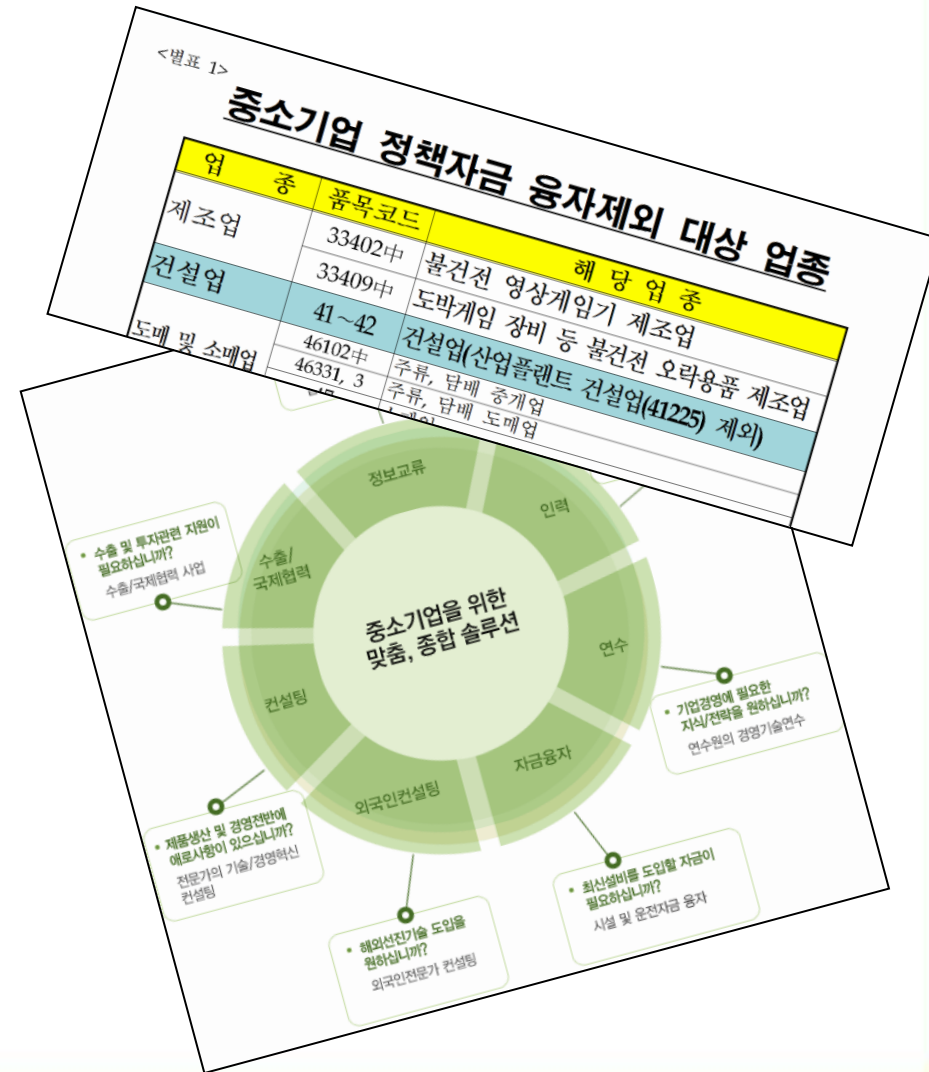 <별표 1>
중소기업 정책자금 융자제외 대상 업종
업 종
품목코드
해 당 업 종
제조업
33402中
불건전 영상게임기 제조업
33409中
도박게임 장비 등 불건전 오락용품 제조업
건설업
41~42
건설업(산업플랜트 건설업(41225) 제외)
도매 및 소매업
46102中
주류, 담배 중개업
46331, 3
주류, 담배 도매업
정보교류
인력
수출/
국제협력
연수
컨설팅
자금융자
외국인컨설팅
중소기업을 위한
맞춤, 종합 솔루션
• 수출 및 투자관련 지원이
필요하십니까?
수출/국제협력 사업
• 기업경영에 필요한
지식/전략을 원하십니까?
연수원의 경영기술연수
• 제품생산 및 경영전반에
애로사항이 있으십니까?
전문가의 기술/경영혁신
컨설팅
• 최신설비를 도입할 자금이
필요하십니까?
시설 및 운전자금 융자
• 해외선진기술 도입을
원하십니까?
외국인전문가 컨설팅